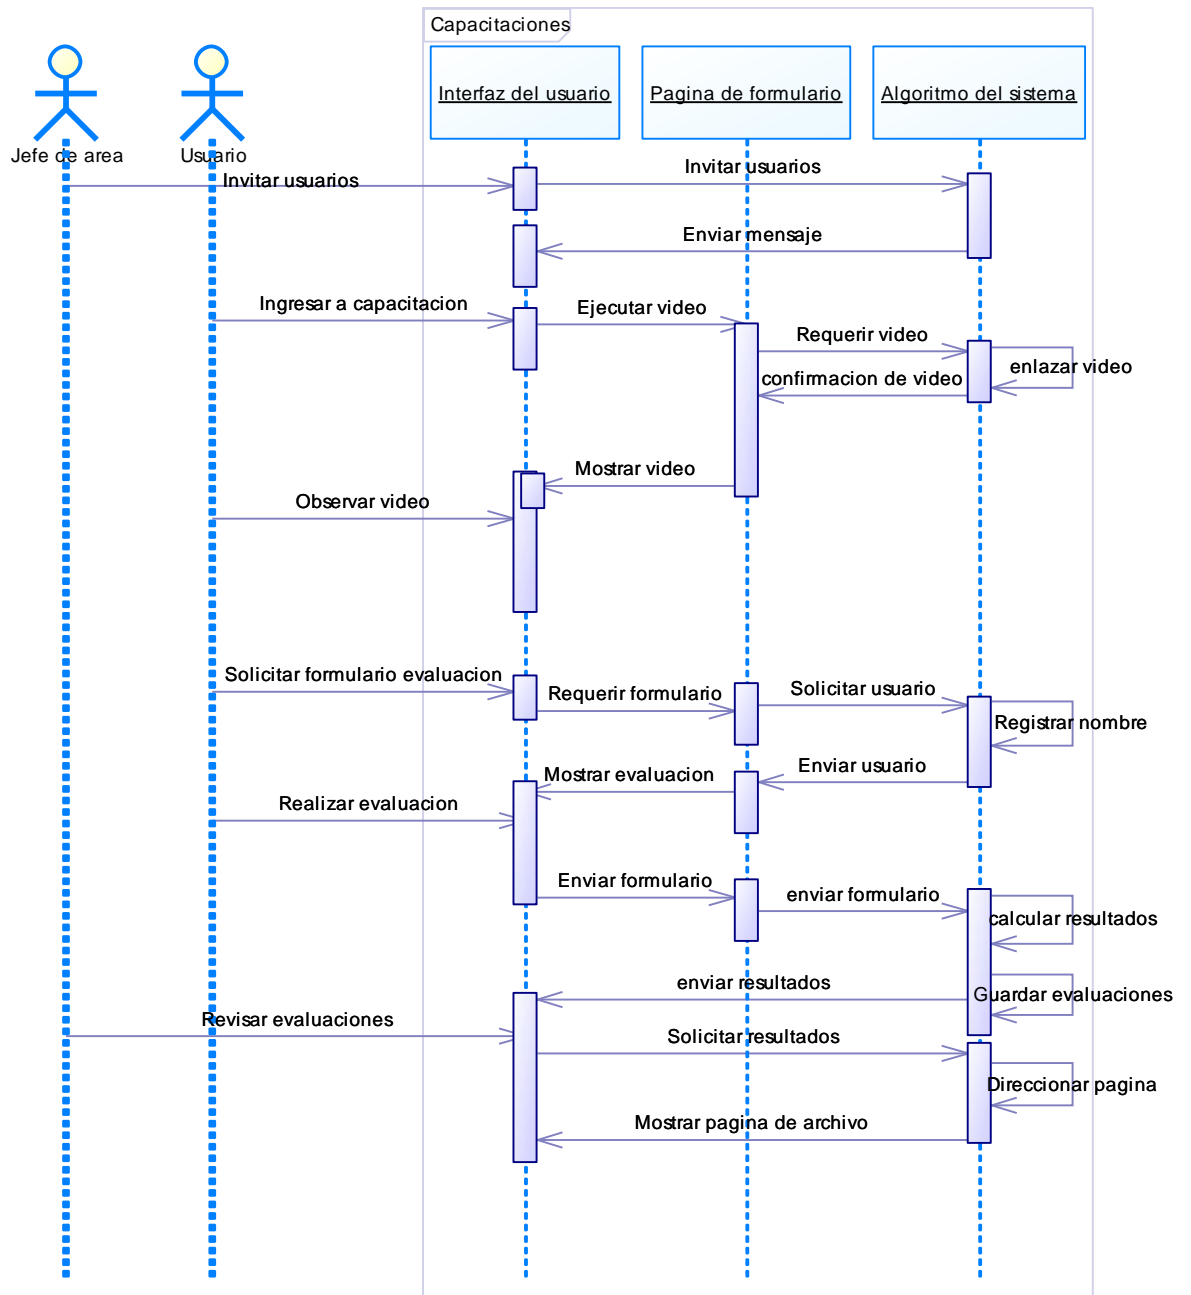 Capacitaciones
Interfaz del usuario
Pagina de formulario
Algoritmo del sistema
Jefe de area
Usuario
Invitar usuarios
Invitar usuarios
Enviar mensaje
Ingresar a capacitacion
Ejecutar video
Requerir video
enlazar video
confirmacion de video
Mostrar video
Observar video
Solicitar formulario evaluacion
Requerir formulario
Solicitar usuario
Registrar nombre
Enviar usuario
Mostrar evaluacion
Realizar evaluacion
Enviar formulario
enviar formulario
calcular resultados
enviar resultados
Guardar evaluaciones
Revisar evaluaciones
Solicitar resultados
Direccionar pagina
Mostrar pagina de archivo